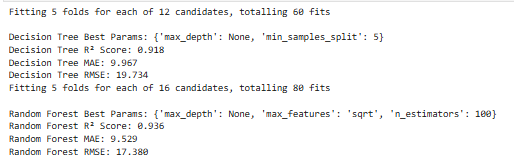 Fitting 5 folds for each of 12 candidates, totalling 60 fits
Decision Tree Best Params: {'max_depth': None, 'min_samples_split': 5}
Decision Tree R² Score: 0.918
Decision Tree MAE: 9.967
Decision Tree RMSE: 19.734
Fitting 5 folds for each of 16 candidates, totalling 80 fits
Random Forest Best Params: {'max_depth': None, 'max_features': 'sqrt', 'n_estimators': 100}
Random Forest R² Score: 0.936
Random Forest MAE: 9.529
Random Forest RMSE: 17.380